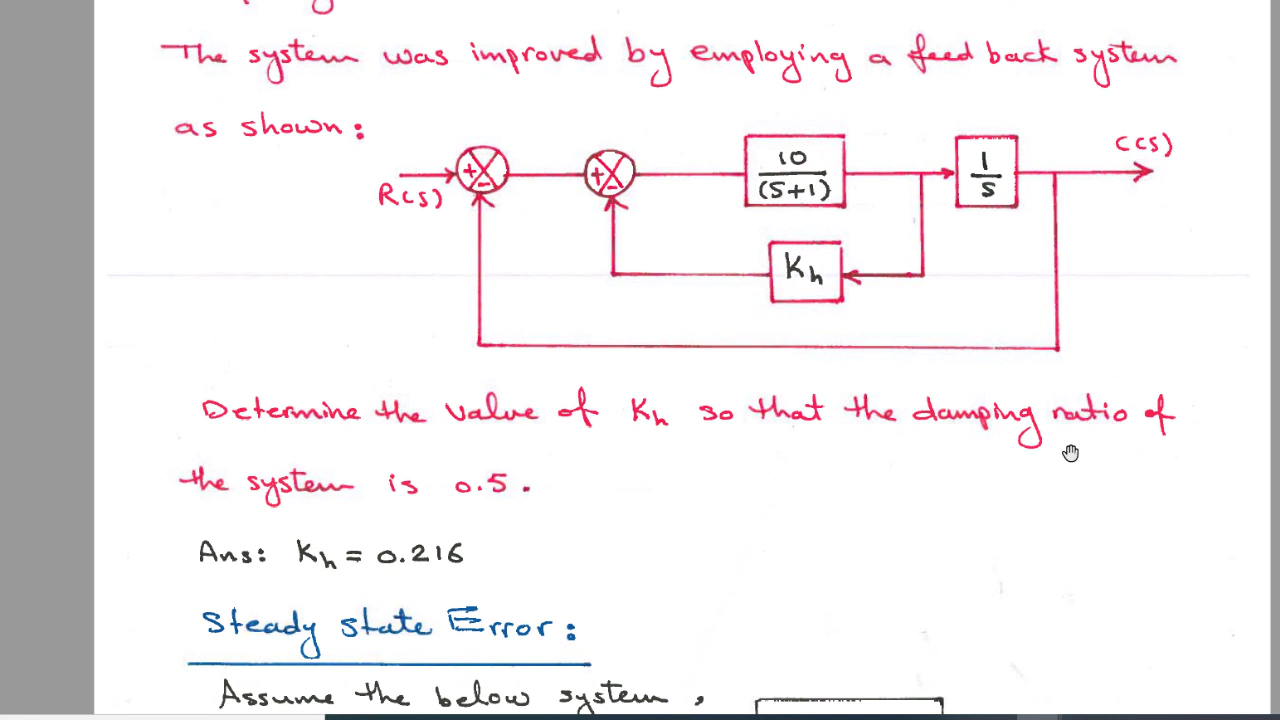 The system was improved by employing a feed back system
as shown:
R(s)
+
-
+
-
10
(S+1)
1
S
C(S)
Kh
Determine the value of Kh so that the damping ratio of
the system is 0.5.
Ans: Kh = 0.216
Steady state Error:
Assume the below system,